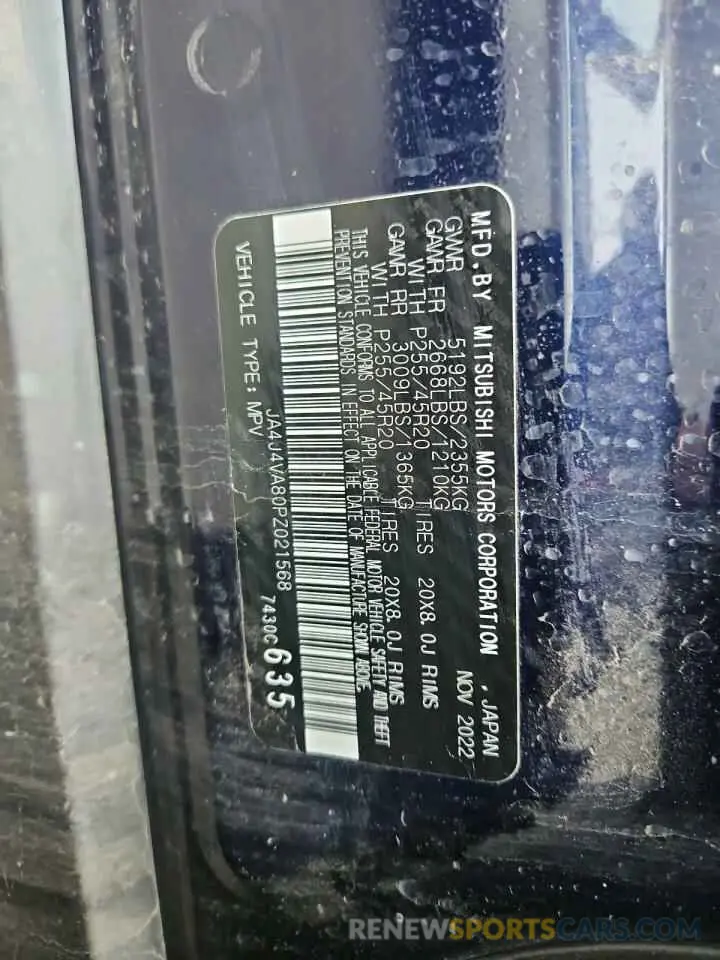 MFD. BY MITSUBISHI MOTORS CORPORATION, JAPAN
GVWR 5192LBS/2355KG NOV 2022
GAWR FR 2668LBS/1210KG
WITH P255/45R20 TIRES 20X8.0J RIMS
GAWR RR 3009LBS/1365KG
WITH P255/45R20 TIRES 20X8.0J RIMS
THIS VEHICLE CONFORMS TO ALL APPLICABLE FEDERAL MOTOR VEHICLE SAFETY AND THEFT
PREVENTION STANDARDS IN EFFECT ON THE DATE OF MANUFACTURE SHOWN ABOVE.
JA4J4VA80PZ021568 635
VEHICLE TYPE: MPV 7430C
RENEWSPORTSCARS.COM